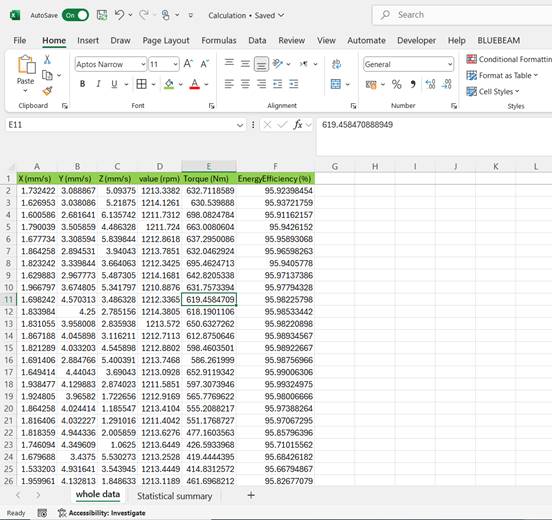 AutoSave On Calculation • Saved Search
File Home Insert Draw Page Layout Formulas Data Review View Automate Developer Help BLUEBEAM
Paste Aptos Narrow 11 A A General Conditional Formattin
B I U $ % 9 Format as Table
Cell Styles
Clipboard Font Alignment Number Styles
E11 fx 619.458470888949
A B C D E F G H I J K L
1 X (mm/s) Y (mm/s) Z (mm/s) value (rpm) Torque (Nm) EnergyEfficiency (%)
2 1.732422 3.088867 5.09375 1213.3382 632.7118589 95.92398454
3 1.626953 3.038086 5.21875 1214.1261 630.539888 95.93721759
4 1.600586 2.681641 6.135742 1211.7312 698.0824784 95.91162157
5 1.790039 3.505859 4.486328 1211.724 663.0080604 95.9426152
6 1.677734 3.308594 5.839844 1212.8618 637.2950086 95.95893068
7 1.864258 2.894531 3.94043 1213.7851 632.0462924 95.96598263
8 1.823242 3.339844 3.664063 1212.3425 695.4624713 95.9405778
9 1.629883 2.967773 5.487305 1214.1681 642.8205338 95.97137386
10 1.966797 3.674805 5.341797 1210.8876 631.7573394 95.97794328
11 1.698242 4.570313 3.486328 1212.3365 619.4584709 95.98225798
12 1.833984 4.25 2.785156 1214.3805 618.1901106 95.98533442
13 1.831055 3.958008 2.835938 1213.572 650.6327262 95.98220898
14 1.867188 4.045898 3.116211 1212.7113 612.8750646 95.98934567
15 1.821289 4.033203 4.545898 1212.8802 598.4603501 95.98922667
16 1.691406 2.884766 5.400391 1213.7468 586.261999 95.98756966
17 1.649414 4.44043 3.69043 1213.0928 652.9119342 95.99006306
18 1.938477 4.129883 2.874023 1211.5851 597.3073946 95.99324975
19 1.924805 3.96582 1.722656 1212.9169 565.7769622 95.98006666
20 1.864258 4.024414 1.185547 1213.4104 555.2088217 95.97388264
21 1.816406 4.032227 1.291016 1211.4042 551.1768727 95.97067295
22 1.818359 4.944336 2.005859 1213.6276 477.1603563 95.85796396
23 1.746094 4.349609 1.0625 1213.6449 426.5933968 95.71015562
24 1.679688 3.4375 5.530273 1213.2528 419.4444395 95.68426182
25 1.533203 4.931641 3.543945 1213.4449 414.8312572 95.66794867
26 1.959961 4.132813 1.848633 1213.1189 461.6968212 95.82677079
whole data Statistical summary +
Ready Accessibility: Investigate